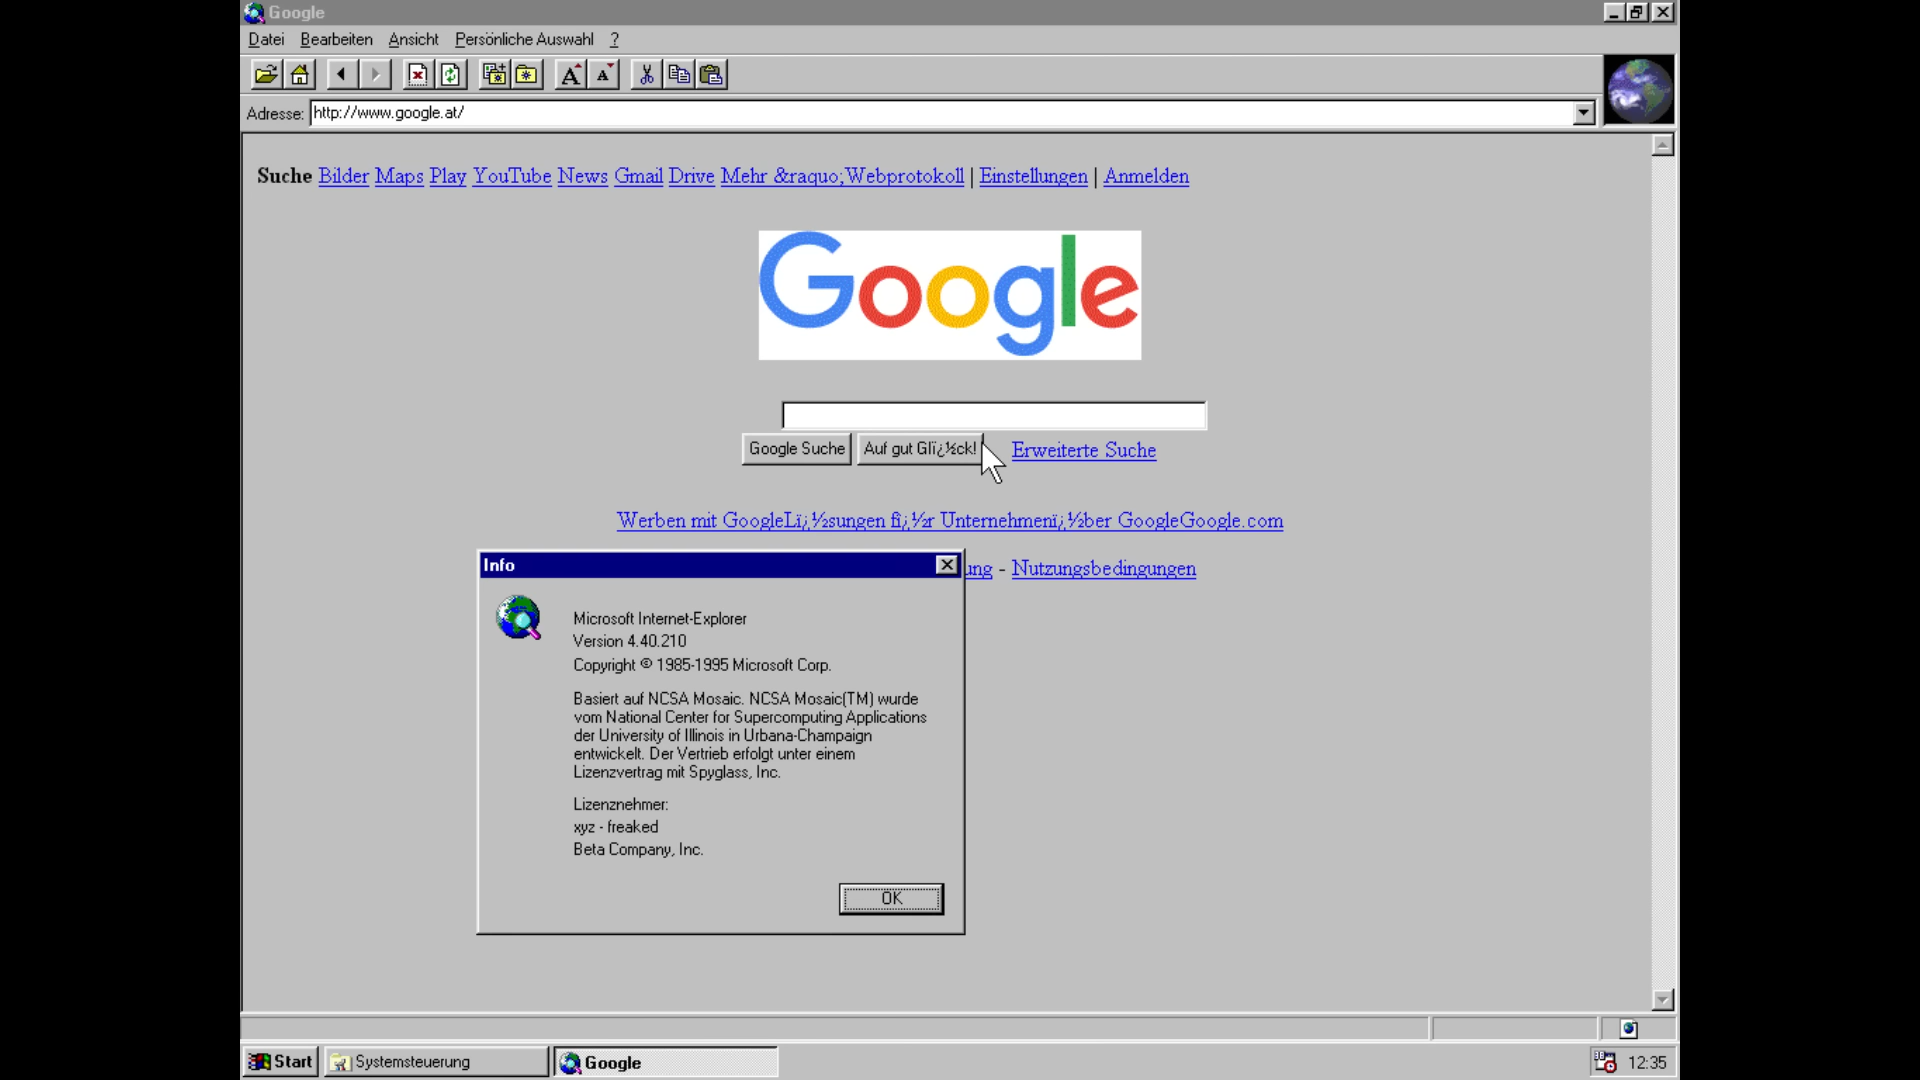 Google
Datei Bearbeiten Ansicht Persönliche Auswahl ?
Adresse: http://www.google.at/
Suche Bilder Maps Play YouTube News Gmail Drive Mehr &raquo;Webprotokoll | Einstellungen | Anmelden
Google
Google Suche Auf gut Glï¿½ck! Erweiterte Suche
Werben mit GoogleLï¿½sungen fï¿½r Unternehmenï¿½ber GoogleGoogle.com
ung - Nutzungsbedingungen
Info
Microsoft Internet-Explorer
Version 4.40.210
Copyright © 1985-1995 Microsoft Corp.
Basiert auf NCSA Mosaic. NCSA Mosaic(TM) wurde
vom National Center for Supercomputing Applications
der University of Illinois in Urbana-Champaign
entwickelt. Der Vertrieb erfolgt unter einem
Lizenzvertrag mit Spyglass, Inc.
Lizenznehmer:
xyz - freaked
Beta Company, Inc.
OK
Start Systemsteuerung Google 12:35